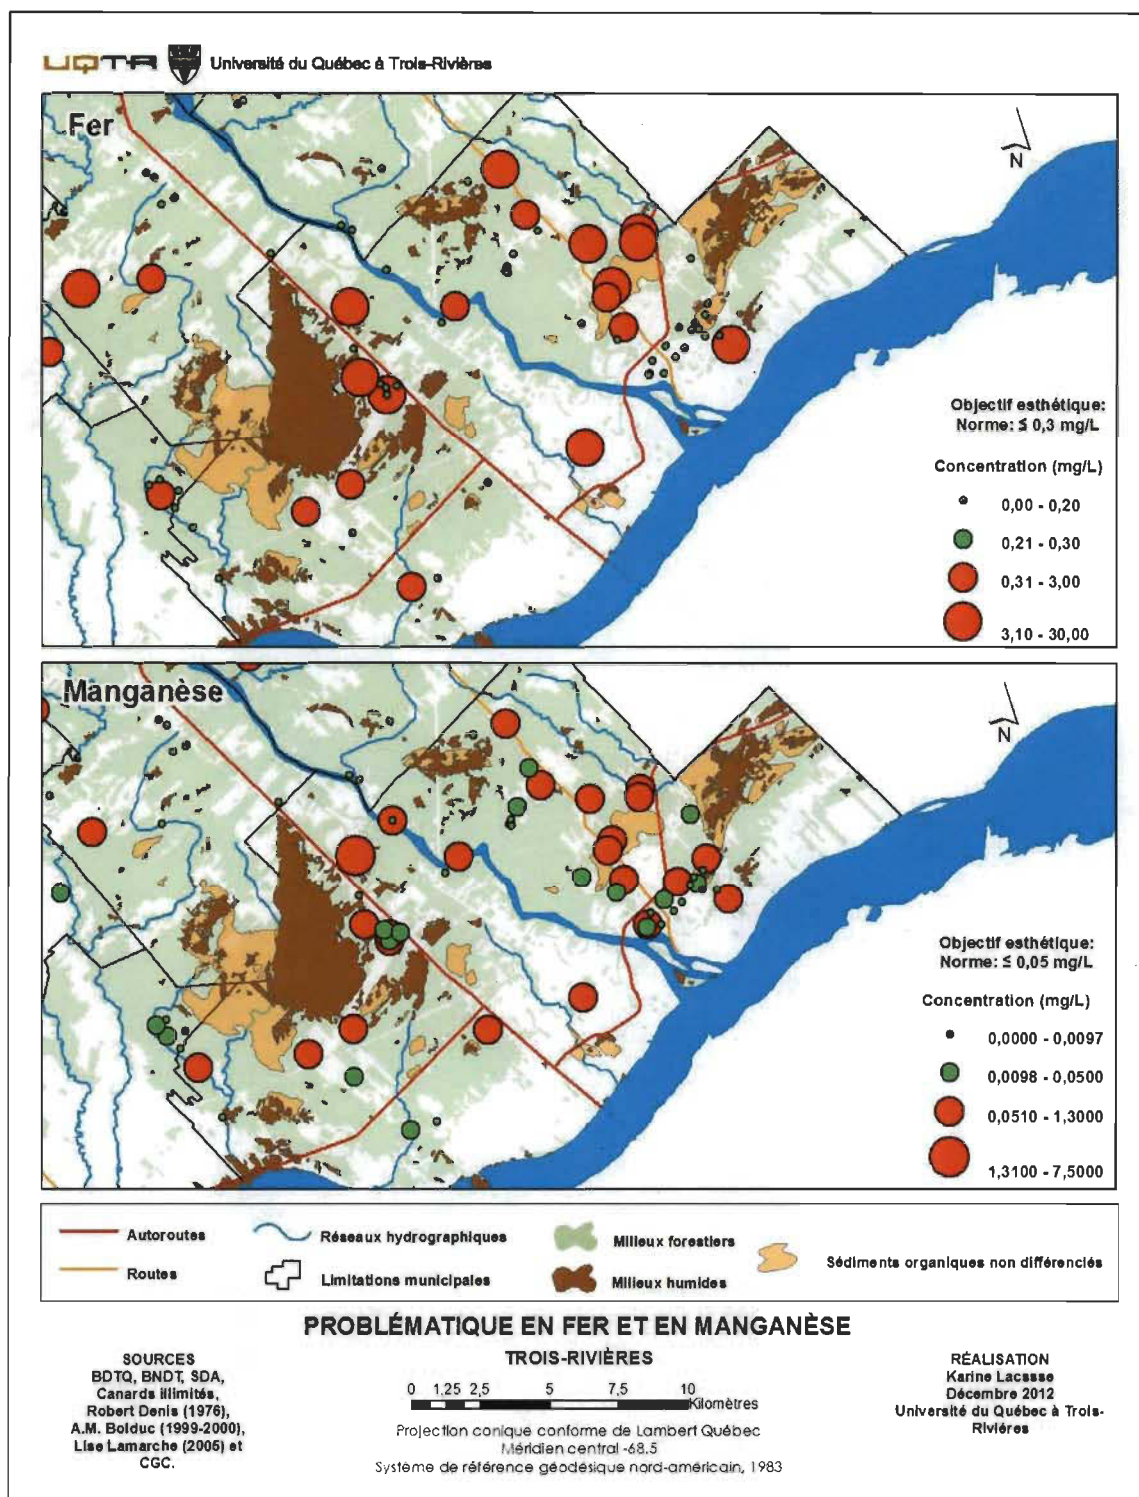 UQTR Université du Québec à Trois-Rivières
Fer
N
Objectif esthétique:
Norme: ≤ 0,3 mg/L
Concentration (mg/L)
0,00 - 0,20
0,21 - 0,30
0,31 - 3,00
3,10 - 30,00
Manganèse
N
Objectif esthétique:
Norme: ≤ 0,05 mg/L
Concentration (mg/L)
0,0000 - 0,0097
0,0098 - 0,0500
0,0510 - 1,3000
1,3100 - 7,5000
Autoroutes
Réseaux hydrographiques
Milieux forestiers
Sédiments organiques non différenciés
Routes
Limitations municipales
Milieux humides
PROBLÉMATIQUE EN FER ET EN MANGANÈSE
TROIS-RIVIÈRES
SOURCES
BDTQ, BNDT, SDA,
Canards illimités,
Robert Denis (1976),
A.M. Bolduc (1999-2000),
Lise Lamarche (2005) et
CGC.
0 1,25 2,5 5 7,5 10
Kilomètres
Projection conique conforme de Lambert Québec
Méridien central -68.5
Système de référence géodésique nord-américain, 1983
RÉALISATION
Karine Lacasse
Décembre 2012
Université du Québec à Trois-
Rivières